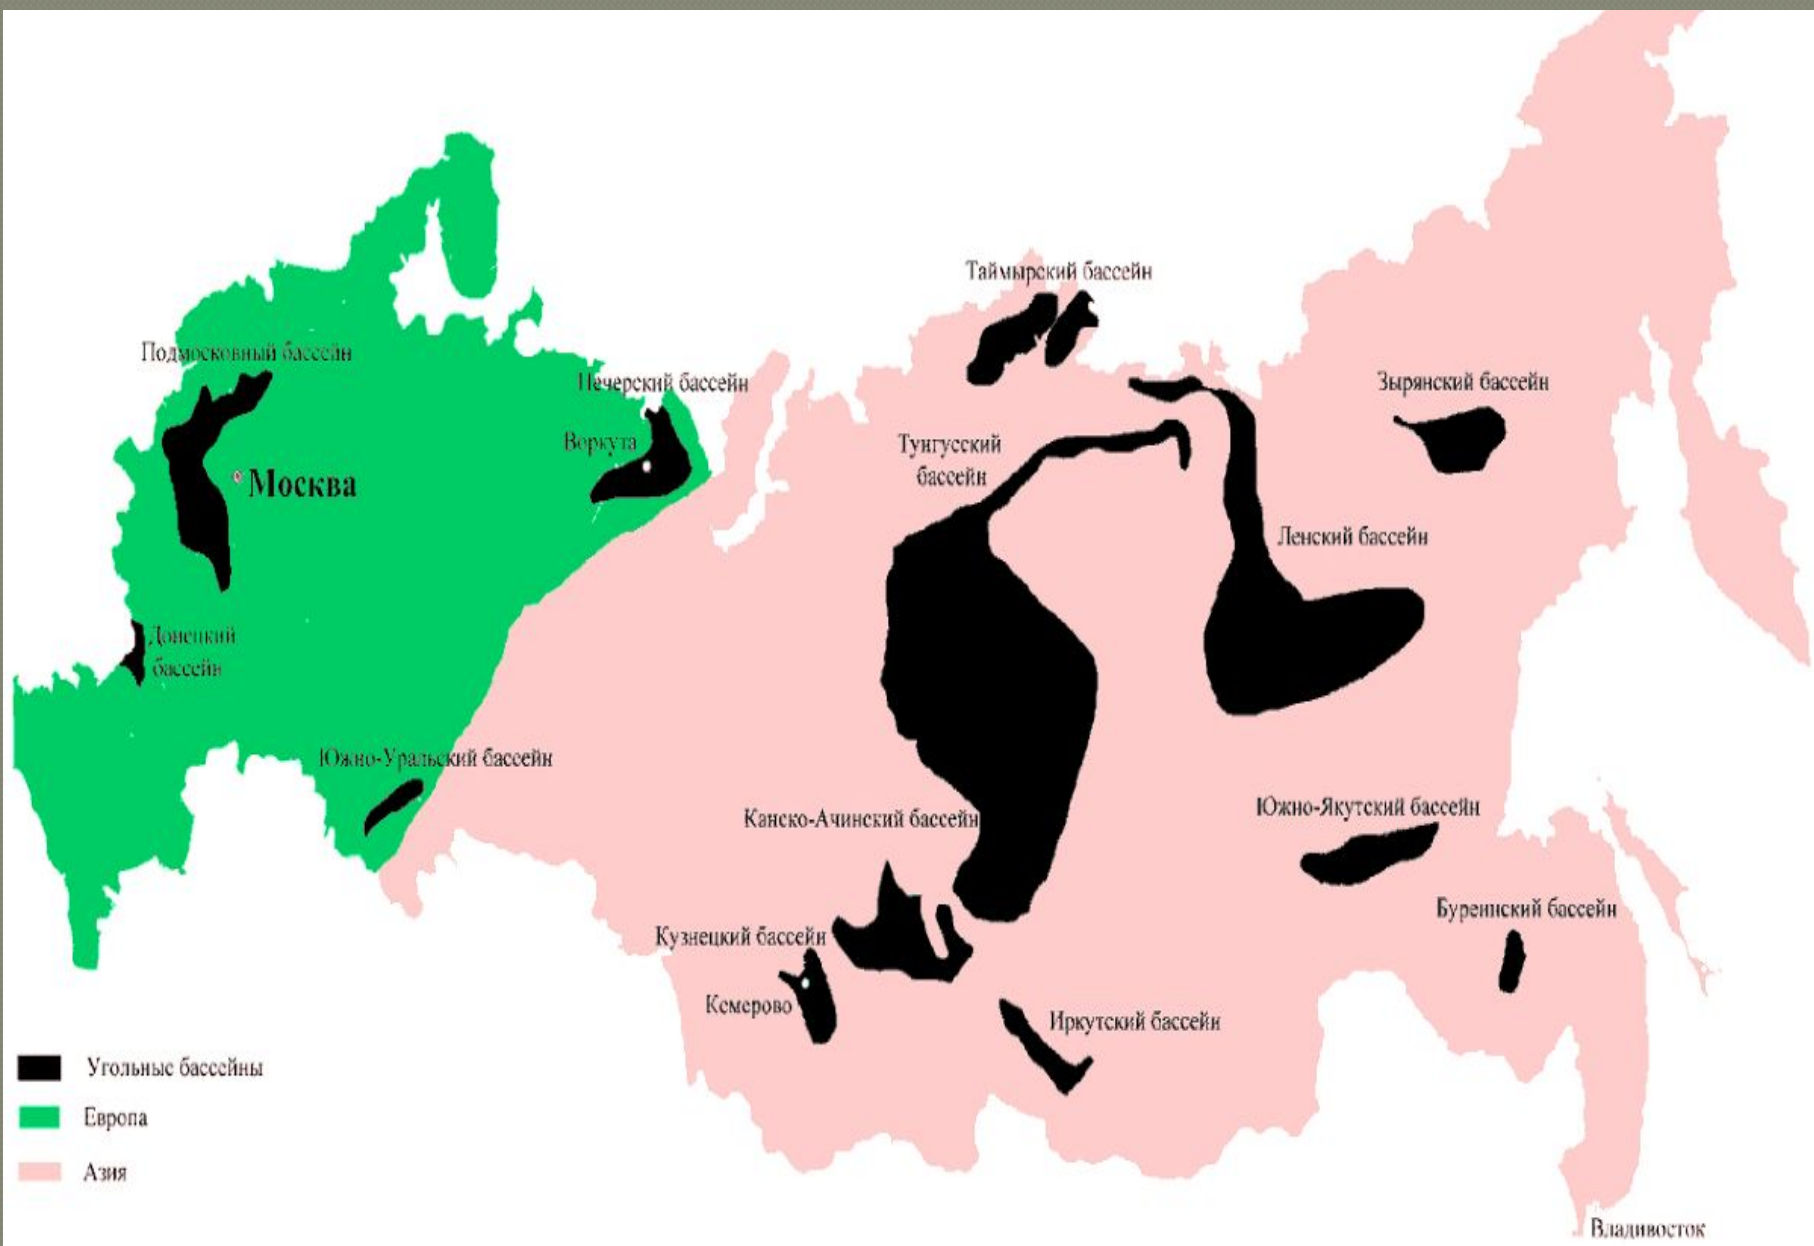 Таймырский бассейн
Подмосковный бассейн
Печерский бассейн
Зырянский бассейн
Воркута
Тунгусский
бассейн
Москва
Ленский бассейн
Донецкий
бассейн
Южно-Уральский бассейн
Канско-Ачинский бассейн
Южно-Якутский бассейн
Буреинский бассейн
Кузнецкий бассейн
Кемерово
Иркутский бассейн
Угольные бассейны
Европа
Азия
Владивосток